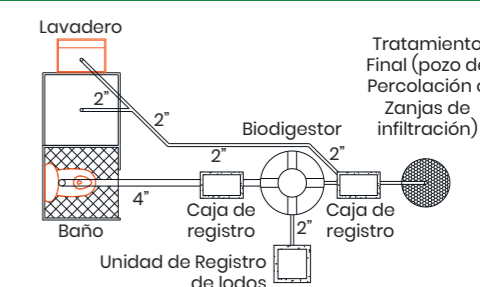 Lavadero
Tratamiento
Final (pozo de
Percolación o
Zanjas de
infiltración)
2”
2”
Biodigestor
2”
2”
4”
Caja de
registro
Caja de
registro
2”
Baño
Unidad de Registro
de lodos